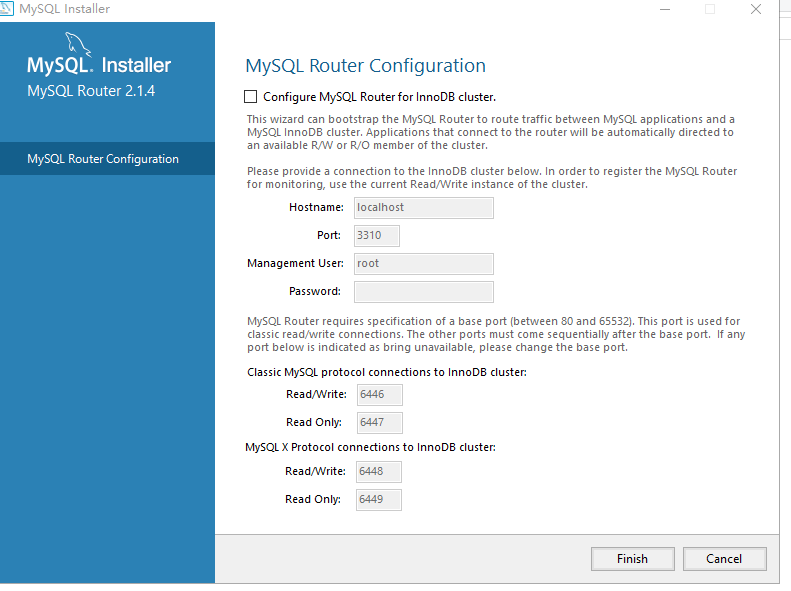 MySQL Installer
MySQL. Installer
MySQL Router 2.1.4
MySQL Router Configuration
MySQL Router Configuration
Configure MySQL Router for InnoDB cluster.
This wizard can bootstrap the MySQL Router to route traffic between MySQL applications and a
MySQL InnoDB cluster. Applications that connect to the router will be automatically directed to
an available R/W or R/O member of the cluster.
Please provide a connection to the InnoDB cluster below. In order to register the MySQL Router
for monitoring, use the current Read/Write instance of the cluster.
Hostname: localhost
Port: 3310
Management User: root
Password:
MySQL Router requires specification of a base port (between 80 and 65532). This port is used for
classic read/write connections. The other ports must come sequentially after the base port. If any
port below is indicated as bring unavailable, please change the base port.
Classic MySQL protocol connections to InnoDB cluster:
Read/Write: 6446
Read Only: 6447
MySQL X Protocol connections to InnoDB cluster:
Read/Write: 6448
Read Only: 6449
Finish Cancel